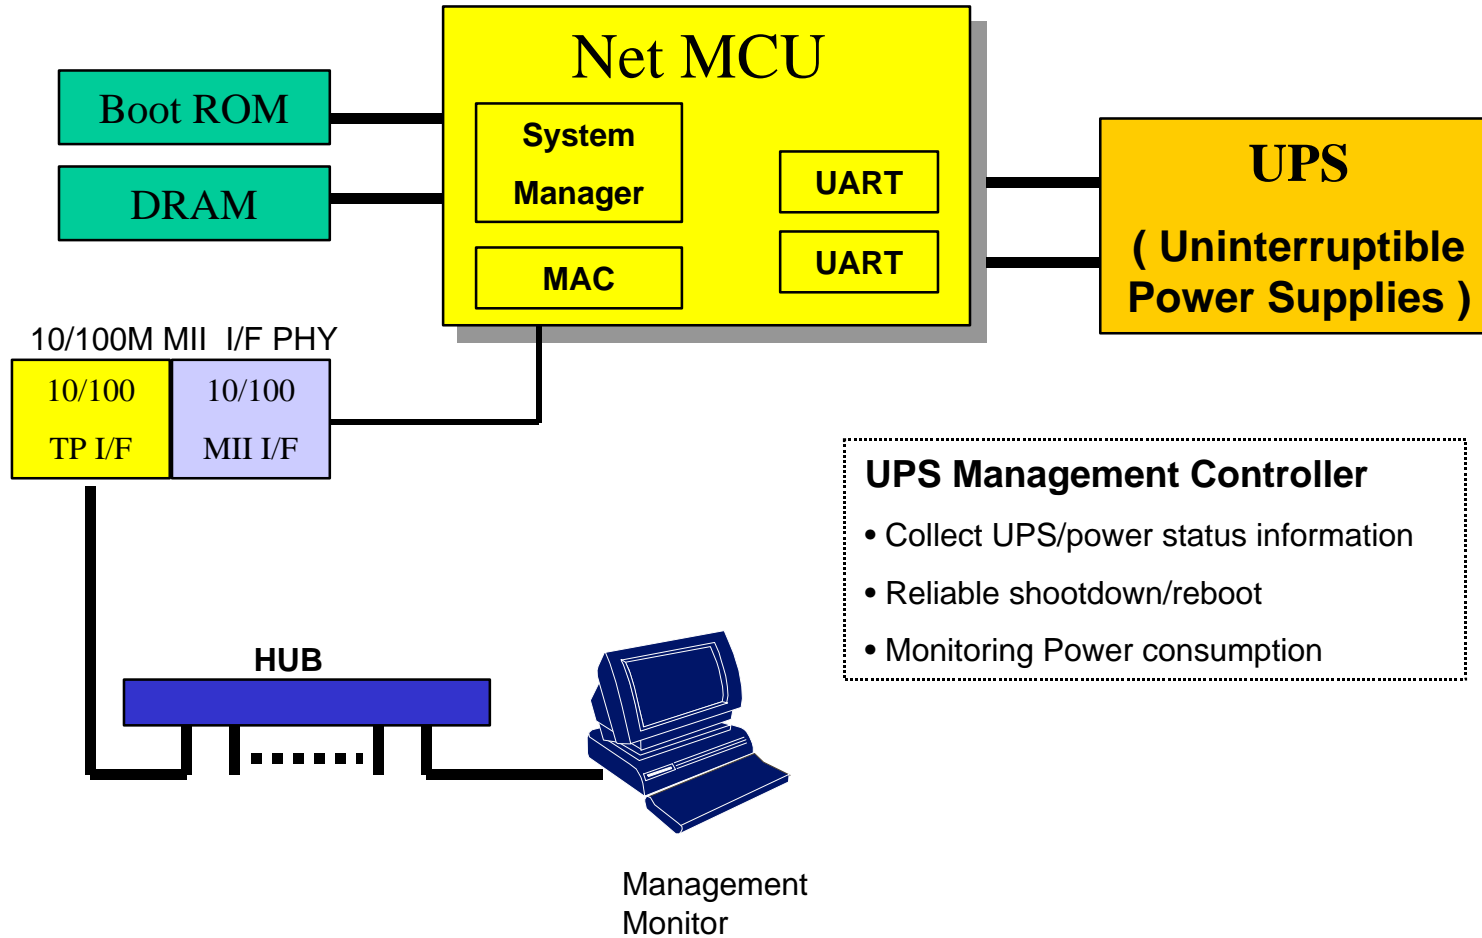 Net MCU
Boot ROM
DRAM
System
Manager
MAC
UART
UART
UPS
( Uninterruptible
Power Supplies )
10/100M MII I/F PHY
10/100
TP I/F
10/100
MII I/F
UPS Management Controller
• Collect UPS/power status information
• Reliable shootdown/reboot
• Monitoring Power consumption
HUB
Management
Monitor